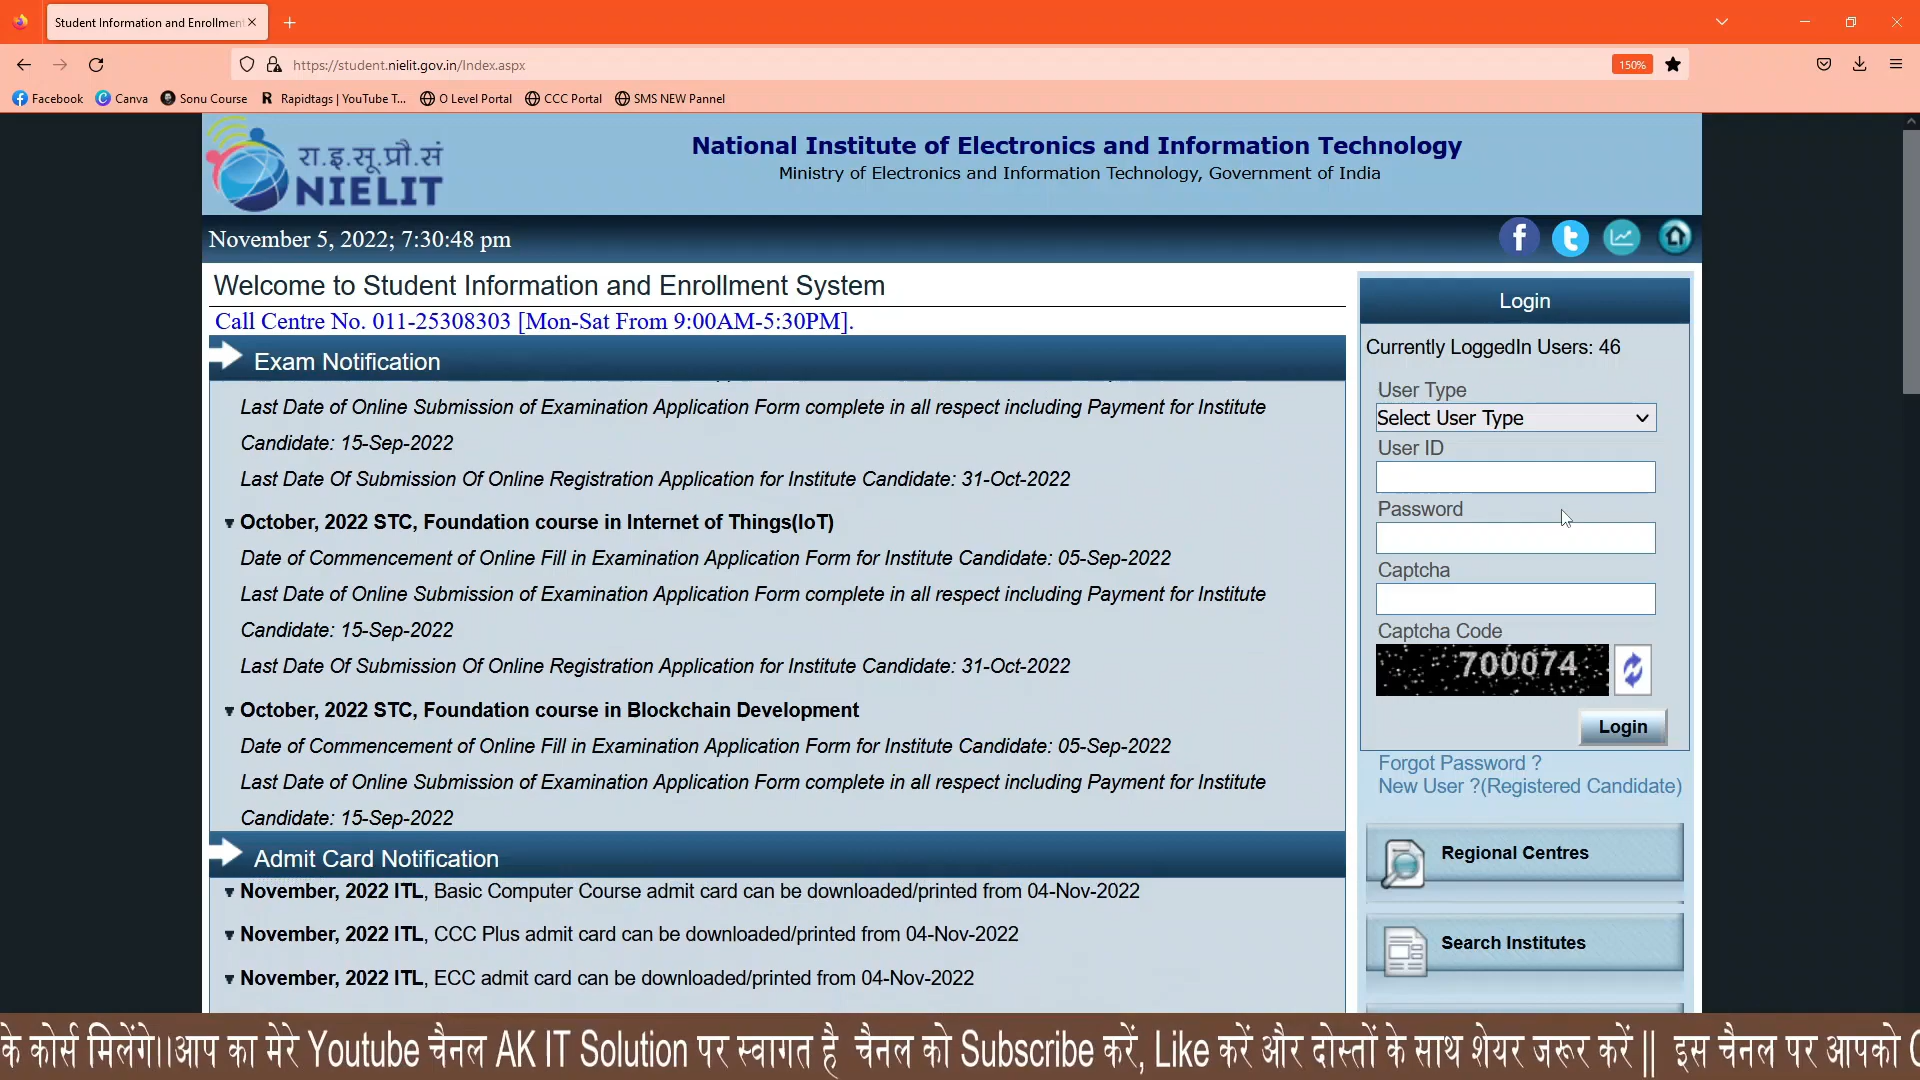 Student Information and Enrollment
https://student.nielit.gov.in/Index.aspx
150%
Facebook
Canva
Sonu Course
Rapidtags | YouTube T...
O Level Portal
CCC Portal
SMS NEW Pannel
रा.इ.सू.प्रौ.सं
NIELIT
National Institute of Electronics and Information Technology
Ministry of Electronics and Information Technology, Government of India
November 5, 2022; 7:30:48 pm
Welcome to Student Information and Enrollment System
Call Centre No. 011-25308303 [Mon-Sat From 9:00AM-5:30PM].
Exam Notification
Last Date of Online Submission of Examination Application Form complete in all respect including Payment for Institute
Candidate: 15-Sep-2022
Last Date Of Submission Of Online Registration Application for Institute Candidate: 31-Oct-2022
October, 2022 STC, Foundation course in Internet of Things(IoT)
Date of Commencement of Online Fill in Examination Application Form for Institute Candidate: 05-Sep-2022
Last Date of Online Submission of Examination Application Form complete in all respect including Payment for Institute
Candidate: 15-Sep-2022
Last Date Of Submission Of Online Registration Application for Institute Candidate: 31-Oct-2022
October, 2022 STC, Foundation course in Blockchain Development
Date of Commencement of Online Fill in Examination Application Form for Institute Candidate: 05-Sep-2022
Last Date of Online Submission of Examination Application Form complete in all respect including Payment for Institute
Candidate: 15-Sep-2022
Admit Card Notification
November, 2022 ITL, Basic Computer Course admit card can be downloaded/printed from 04-Nov-2022
November, 2022 ITL, CCC Plus admit card can be downloaded/printed from 04-Nov-2022
November, 2022 ITL, ECC admit card can be downloaded/printed from 04-Nov-2022
Login
Currently LoggedIn Users: 46
User Type
Select User Type
User ID
Password
Captcha
Captcha Code
700074
Login
Forgot Password ?
New User ?(Registered Candidate)
Regional Centres
Search Institutes
के कोर्स मिलेंगे।।आप का मेरे Youtube चैनल AK IT Solution पर स्वागत है चैनल को Subscribe करें, Like करें और दोस्तों के साथ शेयर जरूर करें || इस चैनल पर आपको